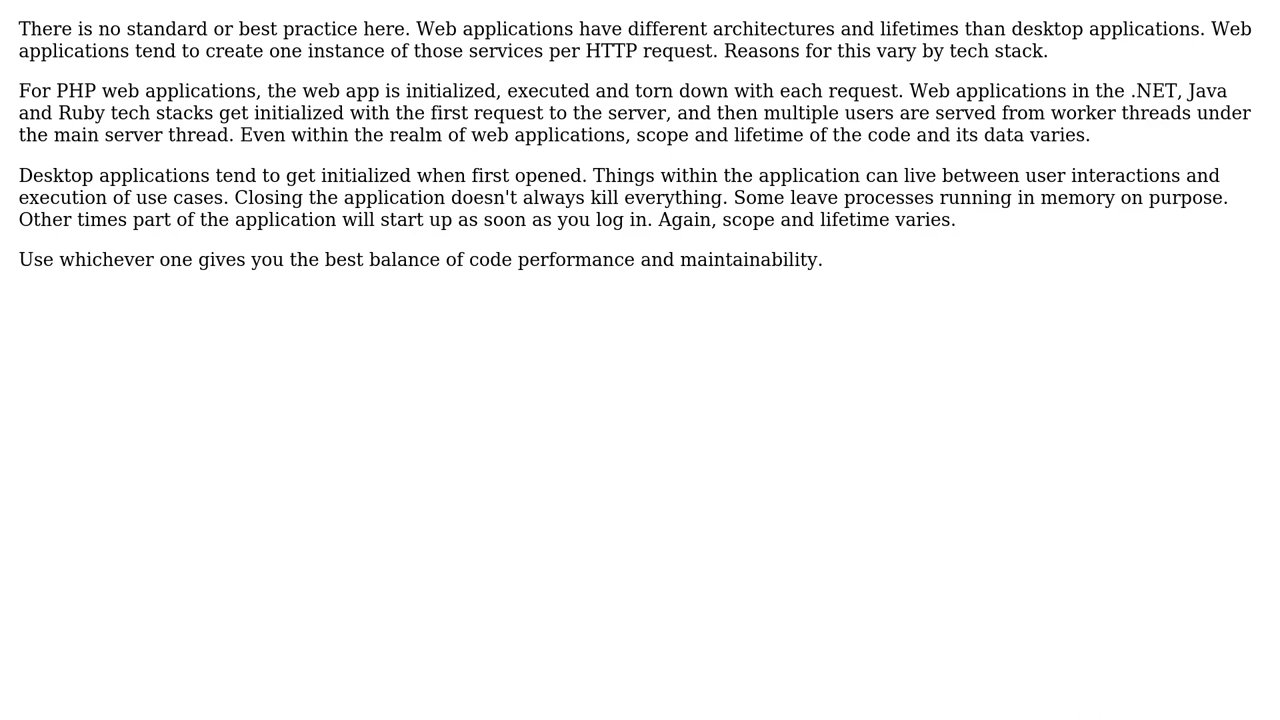 There is no standard or best practice here. Web applications have different architectures and lifetimes than desktop applications. Web
applications tend to create one instance of those services per HTTP request. Reasons for this vary by tech stack.
For PHP web applications, the web app is initialized, executed and torn down with each request. Web applications in the .NET, Java
and Ruby tech stacks get initialized with the first request to the server, and then multiple users are served from worker threads under
the main server thread. Even within the realm of web applications, scope and lifetime of the code and its data varies.
Desktop applications tend to get initialized when first opened. Things within the application can live between user interactions and
execution of use cases. Closing the application doesn't always kill everything. Some leave processes running in memory on purpose.
Other times part of the application will start up as soon as you log in. Again, scope and lifetime varies.
Use whichever one gives you the best balance of code performance and maintainability.